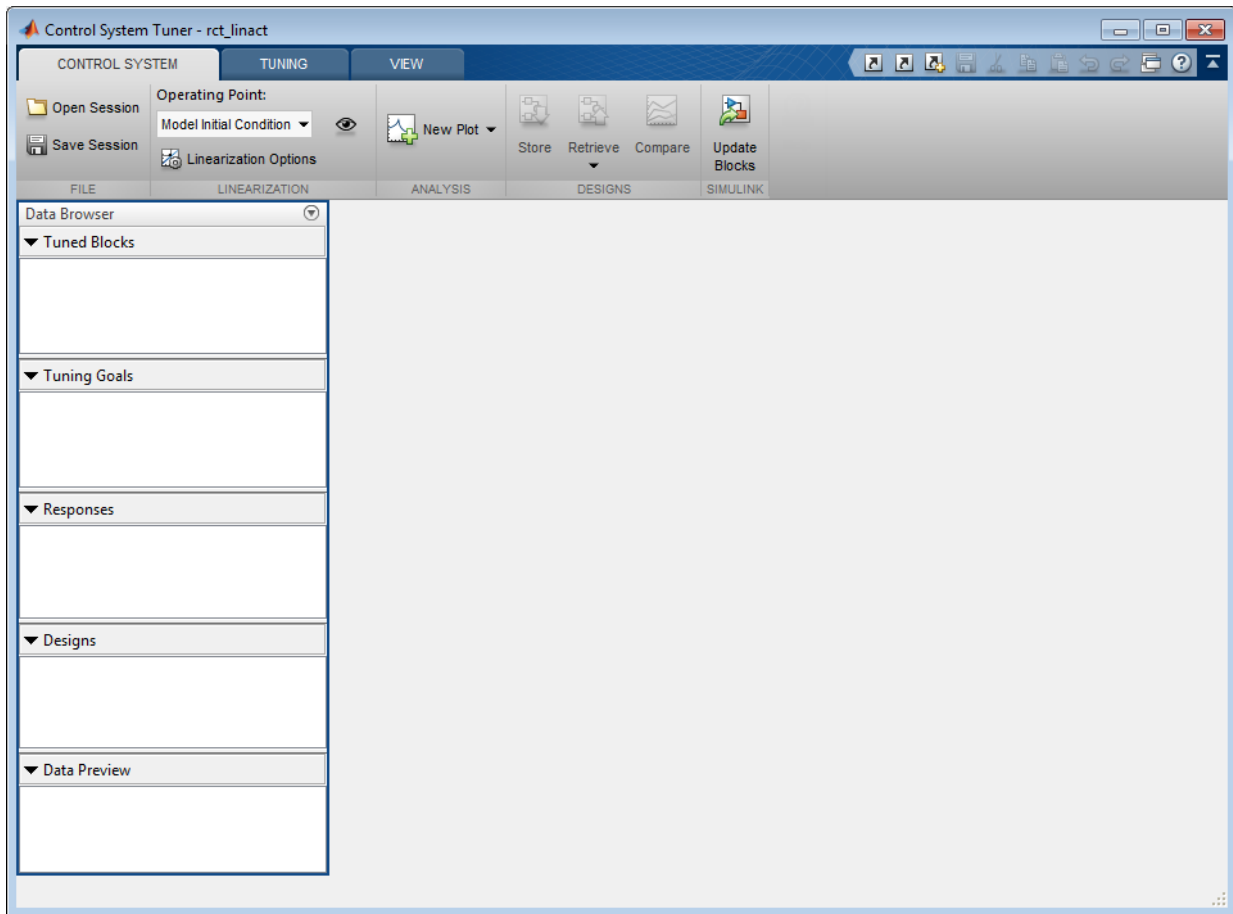 Control System Tuner - rct_linact
CONTROL SYSTEM
TUNING
VIEW
Open Session
Save Session
FILE
Operating Point:
Model Initial Condition
Linearization Options
LINEARIZATION
New Plot
ANALYSIS
Store
Retrieve
Compare
DESIGNS
Update
Blocks
SIMULINK
Data Browser
Tuned Blocks
Tuning Goals
Responses
Designs
Data Preview